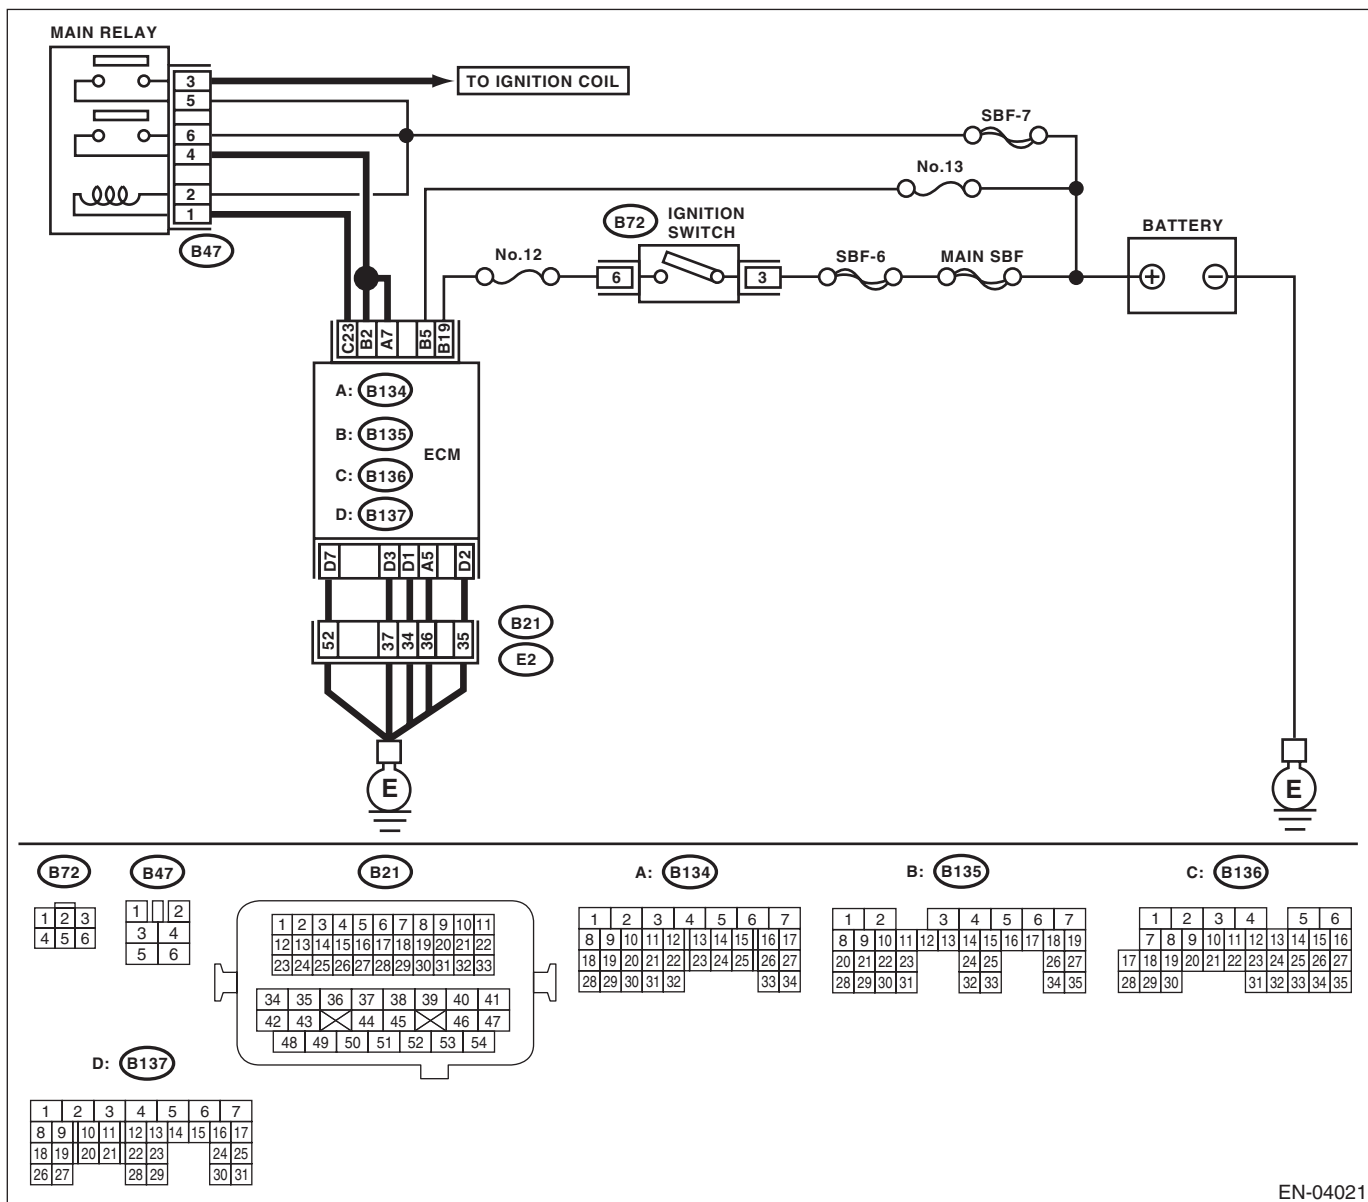 MAIN RELAY
3
TO IGNITION COIL
5
6
4
2
1
B47
SBF-7
No.13
B72
IGNITION
SWITCH
No.12
6
3
SBF-6
MAIN SBF
BATTERY
+ −
C23 B2 A7 B5 B19
A: B134
B: B135
C: B136
D: B137
ECM
D7 D3 D1 A5 D2
52 37 34 36 35
B21
E2
E
E
B72
1 2 3
4 5 6
B47
1 2
3 4
5 6
B21
1 2 3 4 5 6 7 8 9 10 11
12 13 14 15 16 17 18 19 20 21 22
23 24 25 26 27 28 29 30 31 32 33
34 35 36 37 38 39 40 41
42 43 44 45 46 47
48 49 50 51 52 53 54
A: B134
1 2 3 4 5 6 7
8 9 10 11 12 13 14 15 16 17
18 19 20 21 22 23 24 25 26 27
28 29 30 31 32 33 34
B: B135
1 2 3 4 5 6 7
8 9 10 11 12 13 14 15 16 17 18 19
20 21 22 23 24 25 26 27
28 29 30 31 32 33 34 35
C: B136
1 2 3 4 5 6
7 8 9 10 11 12 13 14 15 16
17 18 19 20 21 22 23 24 25 26 27
28 29 30 31 32 33 34 35
D: B137
1 2 3 4 5 6 7
8 9 10 11 12 13 14 15 16 17
18 19 20 21 22 23 24 25
26 27 28 29 30 31
EN-04021